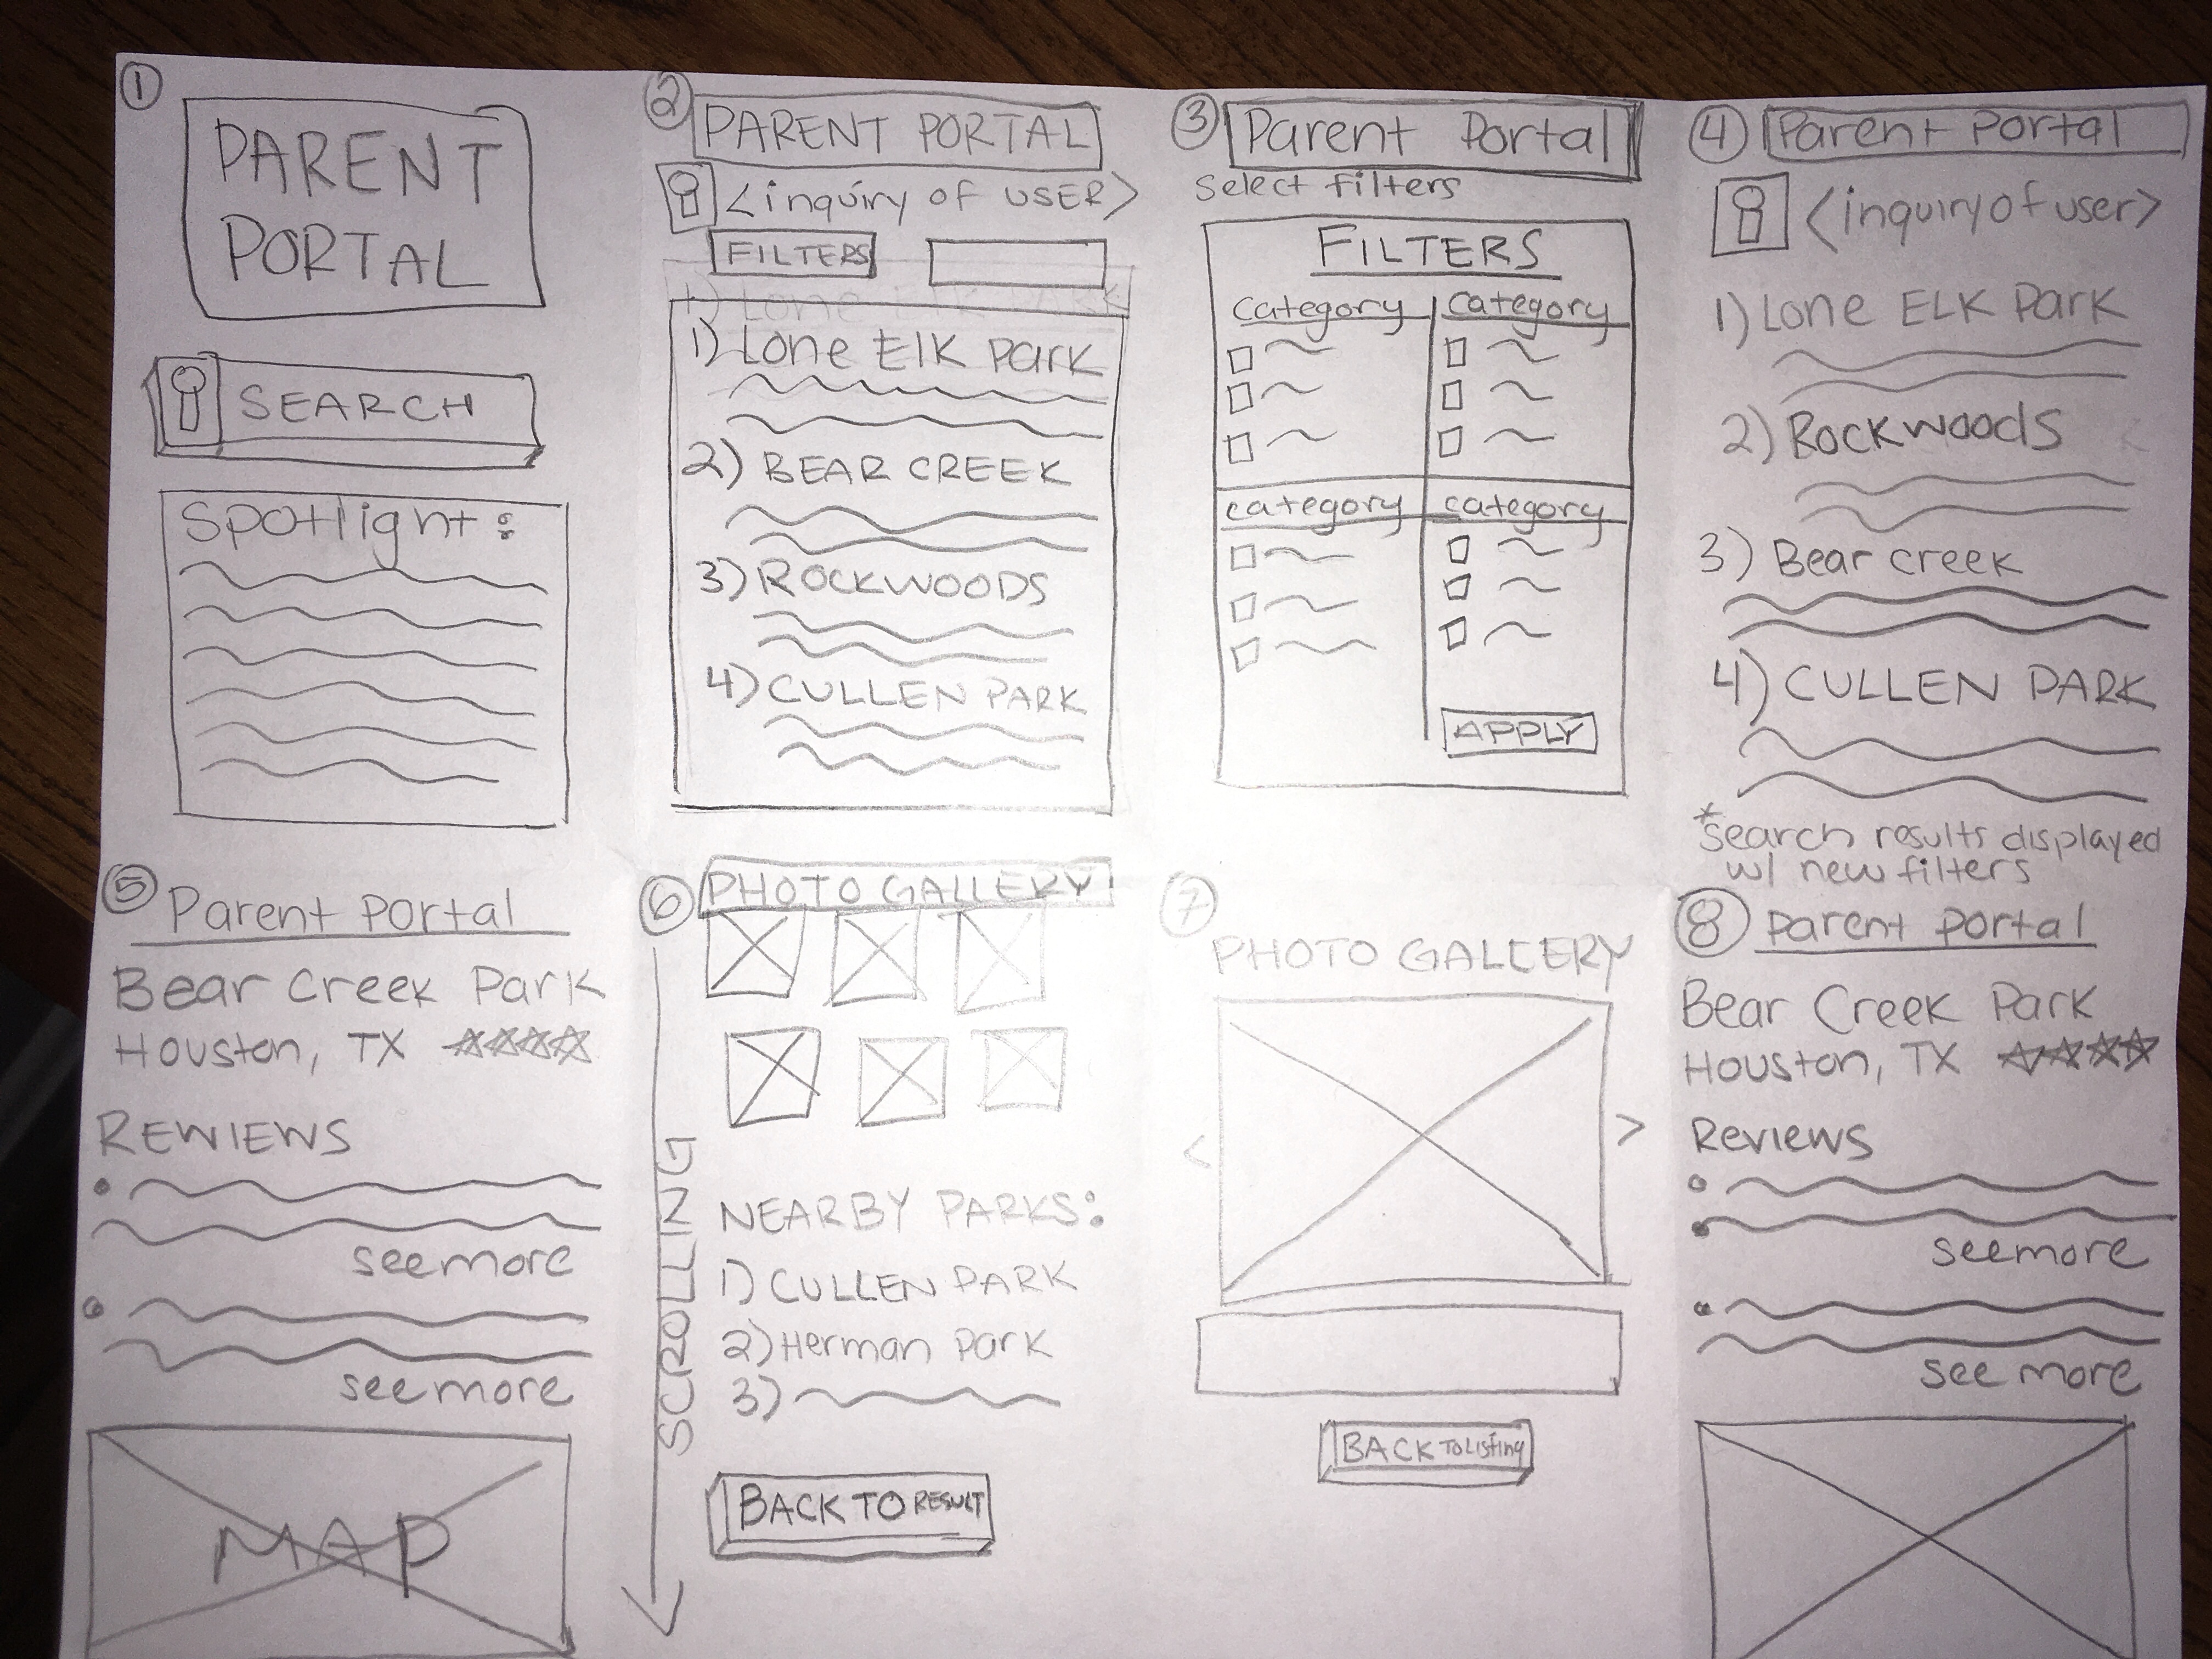 1
PARENT
PORTAL
SEARCH
Spotlight:
2
PARENT PORTAL
<inquiry of USER>
FILTERS
1) Lone Elk Park
1) Lone Elk Park
2) BEAR CREEK
3) ROCKWOODS
4) CULLEN PARK
3
Parent Portal
Select filters
FILTERS
Category
Category
category
category
APPLY
4
Parent Portal
<inquiry of user>
1) Lone ELK Park
2) Rockwoods
3) Bear creek
4) CULLEN PARK
*search results displayed
w/ new filters
5
Parent Portal
Bear Creek Park
Houston, TX
REWIEWS
see more
see more
MAP
6
PHOTO GALLERY
SCROLLING
NEARBY PARKS:
1) CULLEN PARK
2) Herman Park
3)
BACK TO RESULT
7
PHOTO GALLERY
<
>
BACK To Listing
8
parent portal
Bear Creek Park
Houston, TX
Reviews
see more
see more